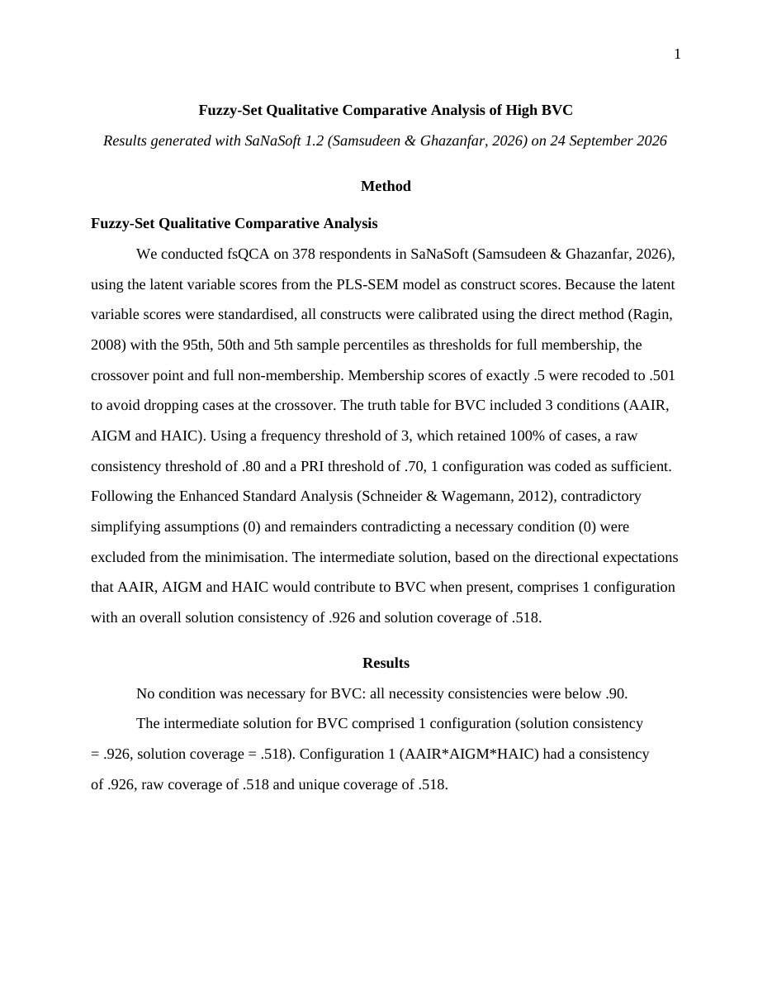 1
Fuzzy-Set Qualitative Comparative Analysis of High BVC
Results generated with SaNaSoft 1.2 (Samsudeen & Ghazanfar, 2026) on 24 September 2026
Method
Fuzzy-Set Qualitative Comparative Analysis
We conducted fsQCA on 378 respondents in SaNaSoft (Samsudeen & Ghazanfar, 2026),
using the latent variable scores from the PLS-SEM model as construct scores. Because the latent
variable scores were standardised, all constructs were calibrated using the direct method (Ragin,
2008) with the 95th, 50th and 5th sample percentiles as thresholds for full membership, the
crossover point and full non-membership. Membership scores of exactly .5 were recoded to .501
to avoid dropping cases at the crossover. The truth table for BVC included 3 conditions (AAIR,
AIGM and HAIC). Using a frequency threshold of 3, which retained 100% of cases, a raw
consistency threshold of .80 and a PRI threshold of .70, 1 configuration was coded as sufficient.
Following the Enhanced Standard Analysis (Schneider & Wagemann, 2012), contradictory
simplifying assumptions (0) and remainders contradicting a necessary condition (0) were
excluded from the minimisation. The intermediate solution, based on the directional expectations
that AAIR, AIGM and HAIC would contribute to BVC when present, comprises 1 configuration
with an overall solution consistency of .926 and solution coverage of .518.
Results
No condition was necessary for BVC: all necessity consistencies were below .90.
The intermediate solution for BVC comprised 1 configuration (solution consistency
= .926, solution coverage = .518). Configuration 1 (AAIR*AIGM*HAIC) had a consistency
of .926, raw coverage of .518 and unique coverage of .518.